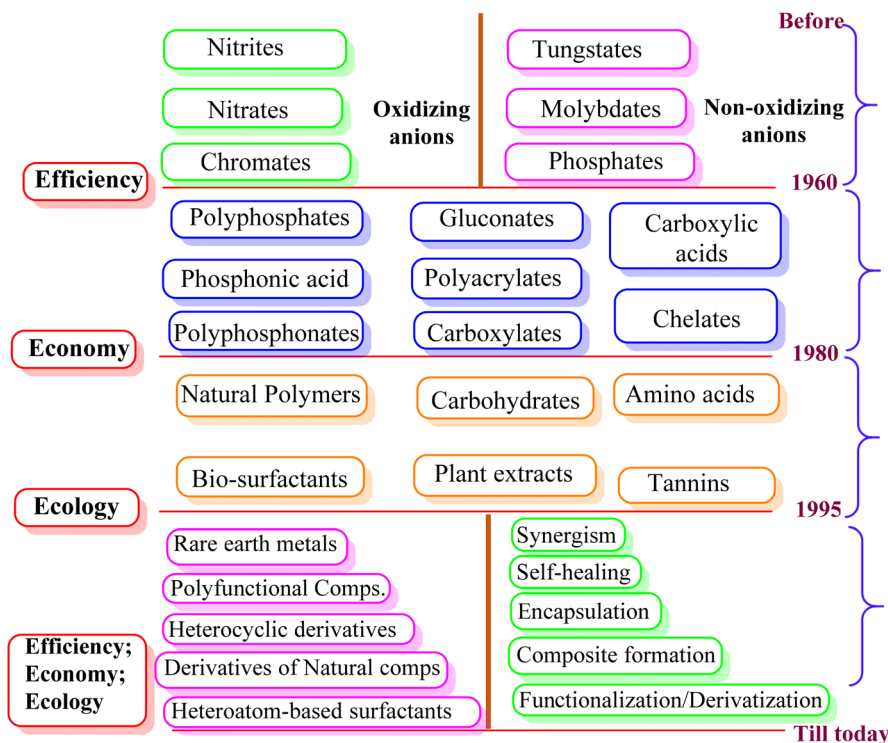 Before
Nitrites
Tungstates
Nitrates
Oxidizing
anions
Molybdates
Non-oxidizing
anions
Chromates
Phosphates
Efficiency
1960
Polyphosphates
Gluconates
Carboxylic
acids
Phosphonic acid
Polyacrylates
Polyphosphonates
Carboxylates
Chelates
Economy
1980
Natural Polymers
Carbohydrates
Amino acids
Bio-surfactants
Plant extracts
Tannins
Ecology
1995
Rare earth metals
Polyfunctional Comps.
Heterocyclic derivatives
Derivatives of Natural comps
Heteroatom-based surfactants
Synergism
Self-healing
Encapsulation
Composite formation
Functionalization/Derivatization
Efficiency;
Economy;
Ecology
Till today